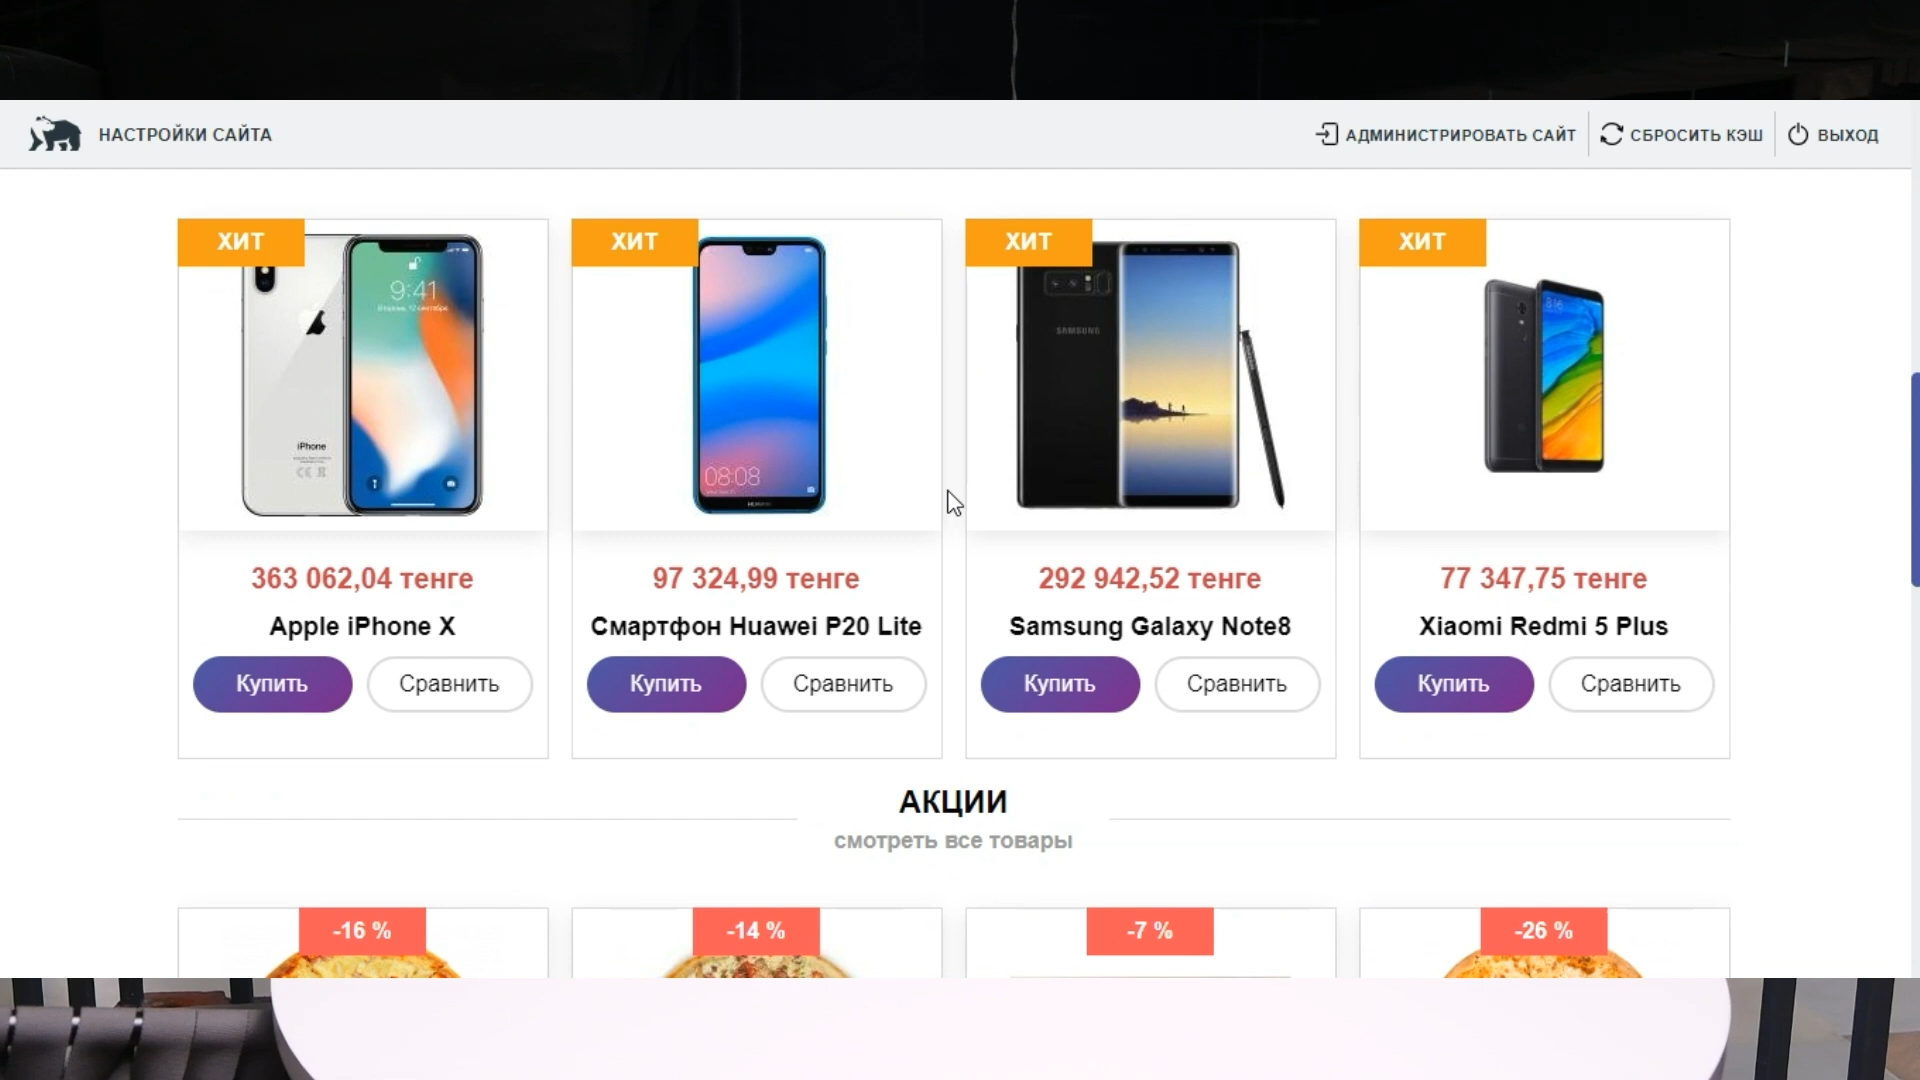 НАСТРОЙКИ САЙТА
АДМИНИСТРИРОВАТЬ САЙТ
СБРОСИТЬ КЭШ
ВЫХОД
ХИТ
ХИТ
ХИТ
ХИТ
9:41
iPhone
08:08
SAMSUNG
363 062,04 тенге
97 324,99 тенге
292 942,52 тенге
77 347,75 тенге
Apple iPhone X
Смартфон Huawei P20 Lite
Samsung Galaxy Note8
Xiaomi Redmi 5 Plus
Купить
Сравнить
Купить
Сравнить
Купить
Сравнить
Купить
Сравнить
АКЦИИ
смотреть все товары
-16 %
-14 %
-7 %
-26 %